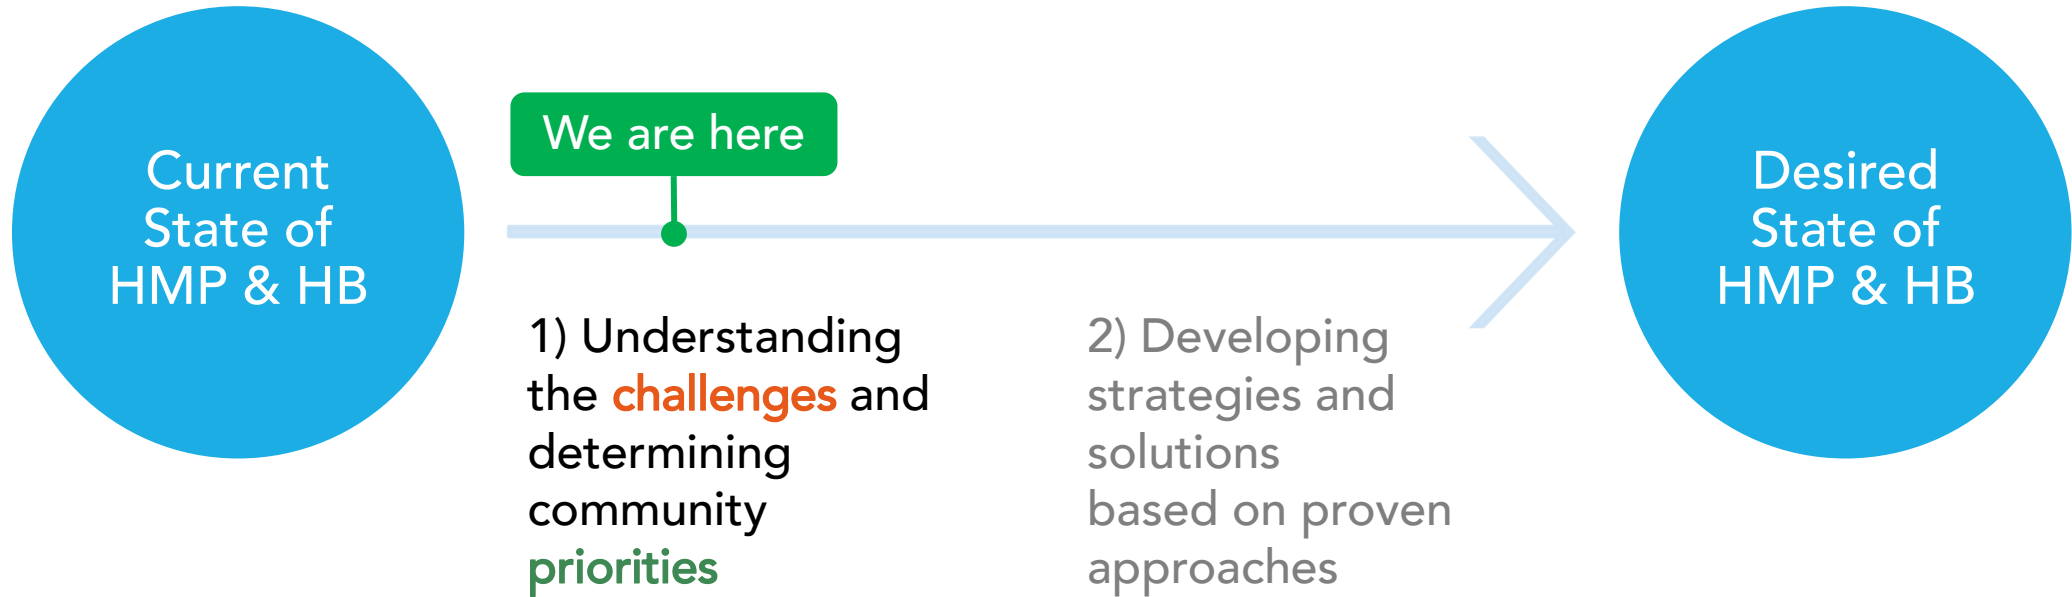 Current
State of
HMP & HB
We are here
1) Understanding
the challenges and
determining
community
priorities
2) Developing
strategies and
solutions
based on proven
approaches
Desired
State of
HMP & HB